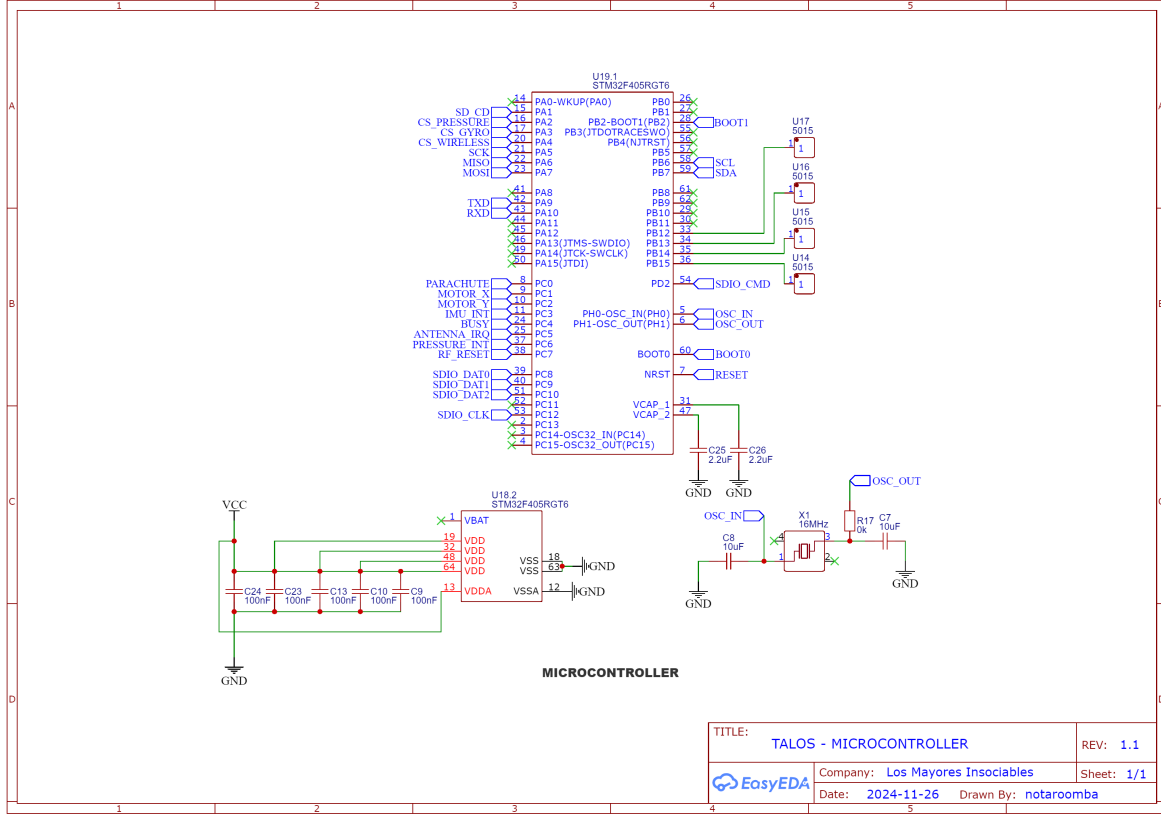 1 2 3 4 5
A
B
C
D
A
B
C
D
U19.1
STM32F405RGT6
14 PA0-WKUP(PA0)
SD_CD 15 PA1
CS_PRESSURE 16 PA2
CS_GYRO 17 PA3
CS_WIRELESS 20 PA4
SCK 21 PA5
MISO 22 PA6
MOSI 23 PA7
41 PA8
TXD 42 PA9
RXD 43 PA10
44 PA11
45 PA12
46 PA13(JTMS-SWDIO)
49 PA14(JTCK-SWCLK)
50 PA15(JTDI)
PARACHUTE 8 PC0
MOTOR_X 9 PC1
MOTOR_Y 10 PC2
IMU_INT 11 PC3
BUSY 24 PC4
ANTENNA_IRQ 25 PC5
PRESSURE_INT 37 PC6
RF_RESET 38 PC7
SDIO_DAT0 39 PC8
SDIO_DAT1 40 PC9
SDIO_DAT2 51 PC10
52 PC11
SDIO_CLK 53 PC12
2 PC13
3 PC14-OSC32_IN(PC14)
4 PC15-OSC32_OUT(PC15)
PB0 26
PB1 27
PB2-BOOT1(PB2) 28 BOOT1
PB3(JTDOTRACESWO) 55
PB4(NJTRST) 56
PB5 57
PB6 58 SCL
PB7 59 SDA
PB8 61
PB9 62
PB10 29
PB11 30
PB12 33
PB13 34
PB14 35
PB15 36
PD2 54 SDIO_CMD
PH0-OSC_IN(PH0) 5 OSC_IN
PH1-OSC_OUT(PH1) 6 OSC_OUT
BOOT0 60 BOOT0
NRST 7 RESET
VCAP_1 31
VCAP_2 47
U17
5015
1 1
U16
5015
1 1
U15
5015
1 1
U14
5015
1 1
C25
2.2uF
C26
2.2uF
GND GND
VCC
U18.2
STM32F405RGT6
1 VBAT
19 VDD
32 VDD
48 VDD
64 VDD
13 VDDA
VSS 18
VSS 63 GND
VSSA 12 GND
C24
100nF
C23
100nF
C13
100nF
C10
100nF
C9
100nF
GND
OSC_OUT
OSC_IN
X1
16MHz
4 3
1 2
R17
0k
C7
10uF
C8
10uF
GND
GND
MICROCONTROLLER
TITLE:
TALOS - MICROCONTROLLER
REV: 1.1
EasyEDA
Company: Los Mayores Insociables
Sheet: 1/1
Date: 2024-11-26 Drawn By: notaroomba
1 2 3 4 5